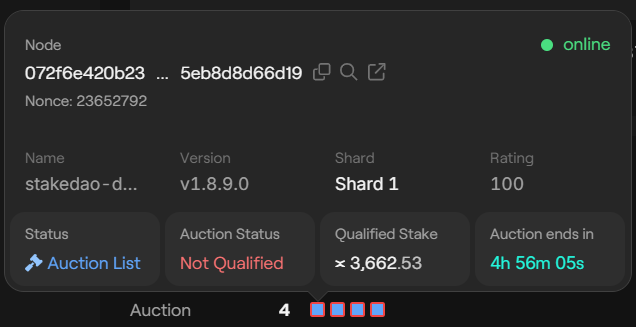 Node
online
072f6e420b23 ... 5eb8d8d66d19
Nonce: 23652792
Name Version Shard Rating
stakedao-d... v1.8.9.0 Shard 1 100
Status Auction Status Qualified Stake Auction ends in
Auction List Not Qualified 3,662.53 4h 56m 05s
Auction 4